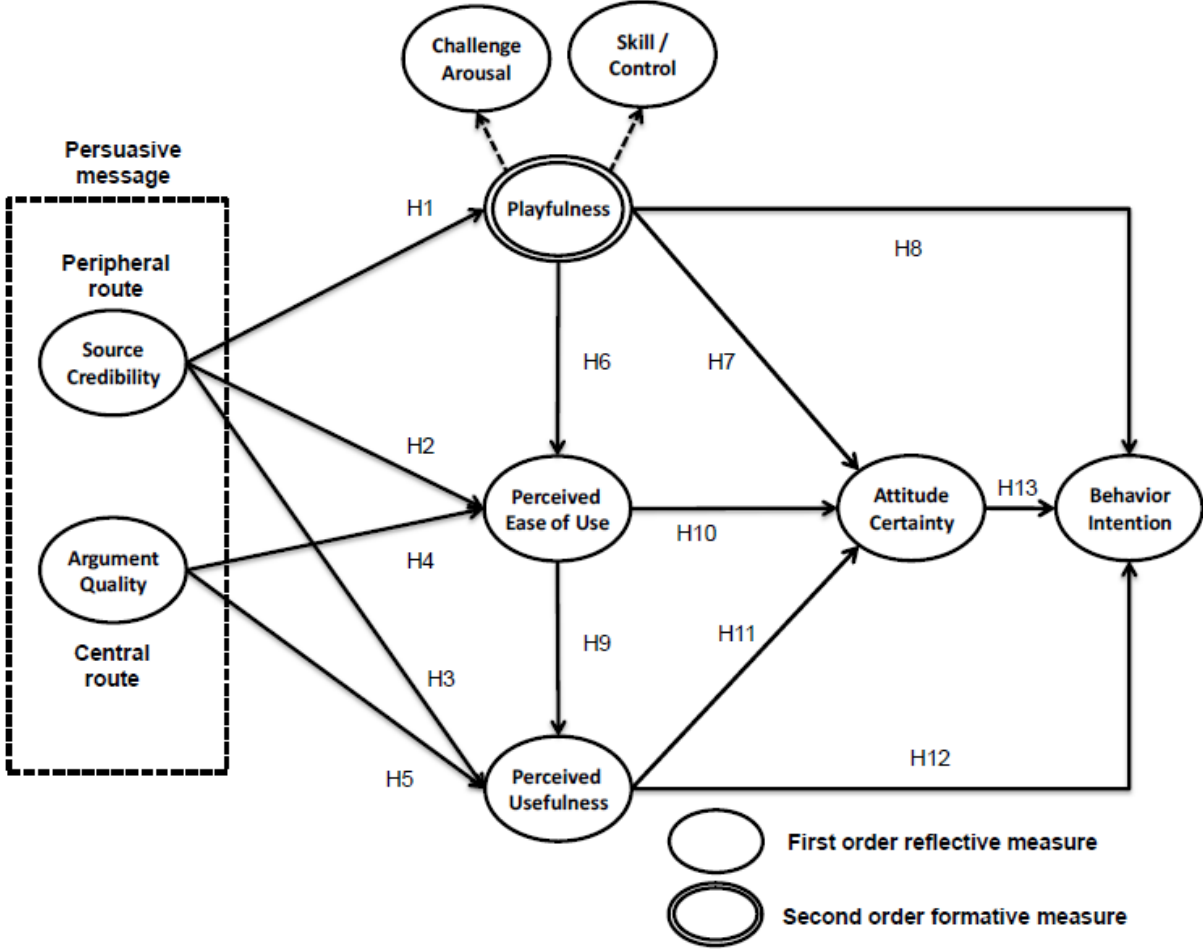 Challenge
Arousal
Skill /
Control
Persuasive
message
Playfulness
H1
H8
Peripheral
route
Source
Credibility
H6
H7
H2
Perceived
Ease of Use
Attitude
Certainty
H13
Behavior
Intention
H10
Argument
Quality
H4
Central
route
H9
H11
H3
H5
Perceived
Usefulness
H12
First order reflective measure
Second order formative measure